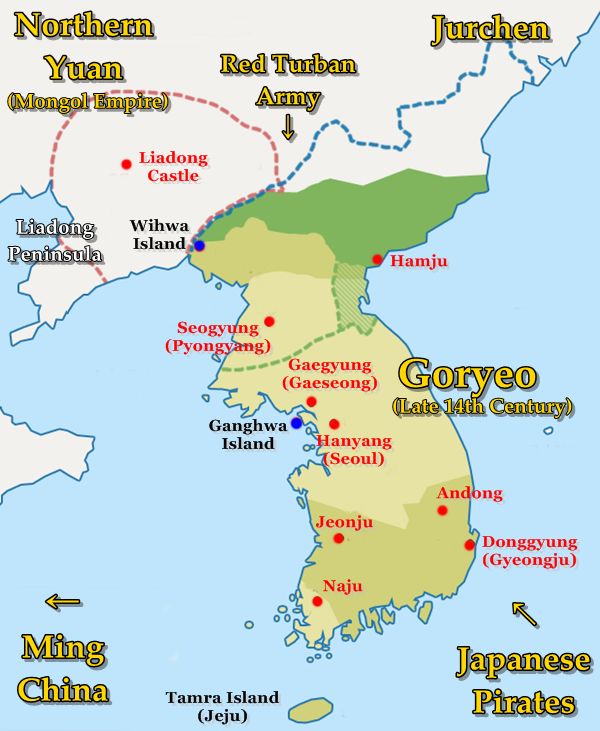 Northern
Yuan
(Mongol Empire)
Jurchen
Red Turban
Army
↓
Liadong
Castle
Liadong
Peninsula
Wihwa
Island
Hamju
Seogyung
(Pyongyang)
Gaegyung
(Gaeseong)
Goryeo
(Late 14th Century)
Ganghwa
Island
Hanyang
(Seoul)
Andong
Jeonju
Donggyung
(Gyeongju)
Naju
←
Ming
China
↖
Japanese
Pirates
Tamra Island
(Jeju)